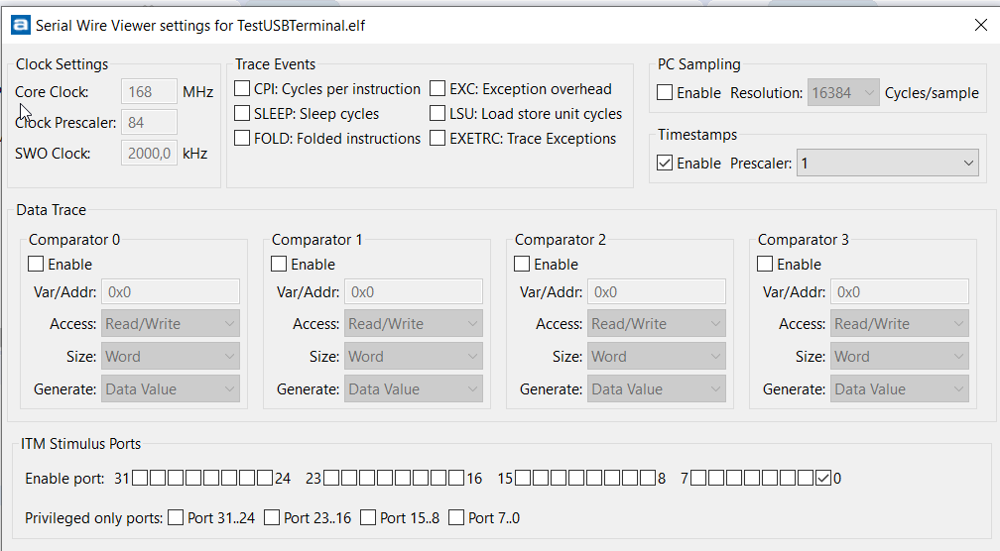 Serial Wire Viewer settings for TestUSBTerminal.elf
Clock Settings
Core Clock: 168 MHz
Clock Prescaler: 84
SWO Clock: 2000,0 kHz
Trace Events
CPI: Cycles per instruction EXC: Exception overhead
SLEEP: Sleep cycles LSU: Load store unit cycles
FOLD: Folded instructions EXETRC: Trace Exceptions
PC Sampling
Enable Resolution: 16384 Cycles/sample
Timestamps
Enable Prescaler: 1
Data Trace
Comparator 0
Enable
Var/Addr: 0x0
Access: Read/Write
Size: Word
Generate: Data Value
Comparator 1
Enable
Var/Addr: 0x0
Access: Read/Write
Size: Word
Generate: Data Value
Comparator 2
Enable
Var/Addr: 0x0
Access: Read/Write
Size: Word
Generate: Data Value
Comparator 3
Enable
Var/Addr: 0x0
Access: Read/Write
Size: Word
Generate: Data Value
ITM Stimulus Ports
Enable port: 31 24 23 16 15 8 7 0
Privileged only ports: Port 31..24 Port 23..16 Port 15..8 Port 7..0